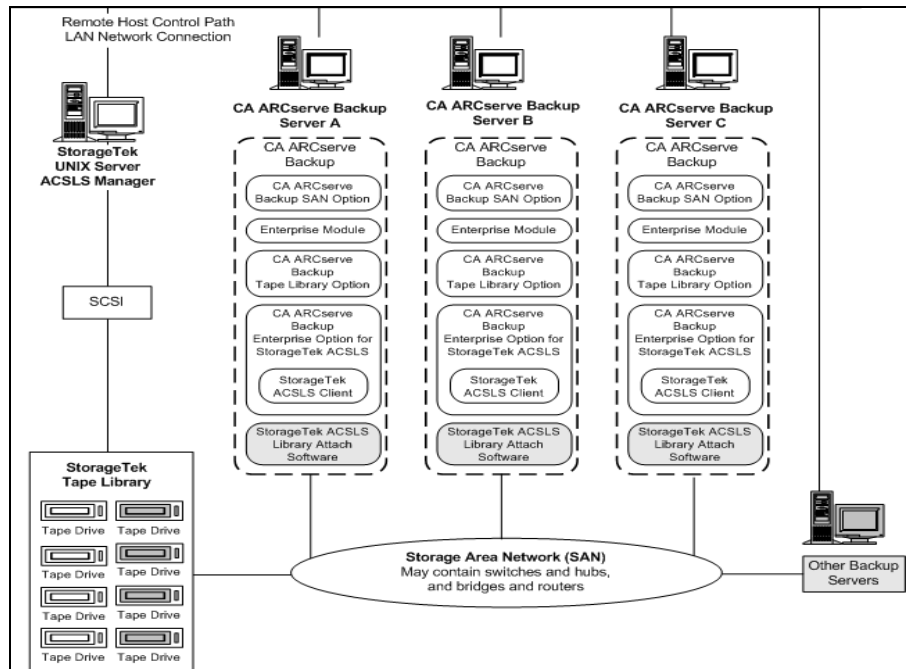 Remote Host Control Path
LAN Network Connection
StorageTek
UNIX Server
ACSLS Manager
SCSI
StorageTek
Tape Library
Tape Drive Tape Drive
Tape Drive Tape Drive
Tape Drive Tape Drive
Tape Drive Tape Drive
CA ARCserve Backup
Server A
CA ARCserve
Backup
CA ARCserve
Backup SAN Option
Enterprise Module
CA ARCserve
Backup
Tape Library Option
CA ARCserve
Backup
Enterprise Option for
StorageTek ACSLS
StorageTek
ACSLS Client
StorageTek ACSLS
Library Attach
Software
CA ARCserve Backup
Server B
CA ARCserve
Backup
CA ARCserve
Backup SAN Option
Enterprise Module
CA ARCserve
Backup
Tape Library Option
CA ARCserve
Backup
Enterprise Option for
StorageTek ACSLS
StorageTek
ACSLS Client
StorageTek ACSLS
Library Attach
Software
CA ARCserve Backup
Server C
CA ARCserve
Backup
CA ARCserve
Backup SAN Option
Enterprise Module
CA ARCserve
Backup
Tape Library Option
CA ARCserve
Backup
Enterprise Option for
StorageTek ACSLS
StorageTek
ACSLS Client
StorageTek ACSLS
Library Attach
Software
Storage Area Network (SAN)
May contain switches and hubs,
and bridges and routers
Other Backup
Servers